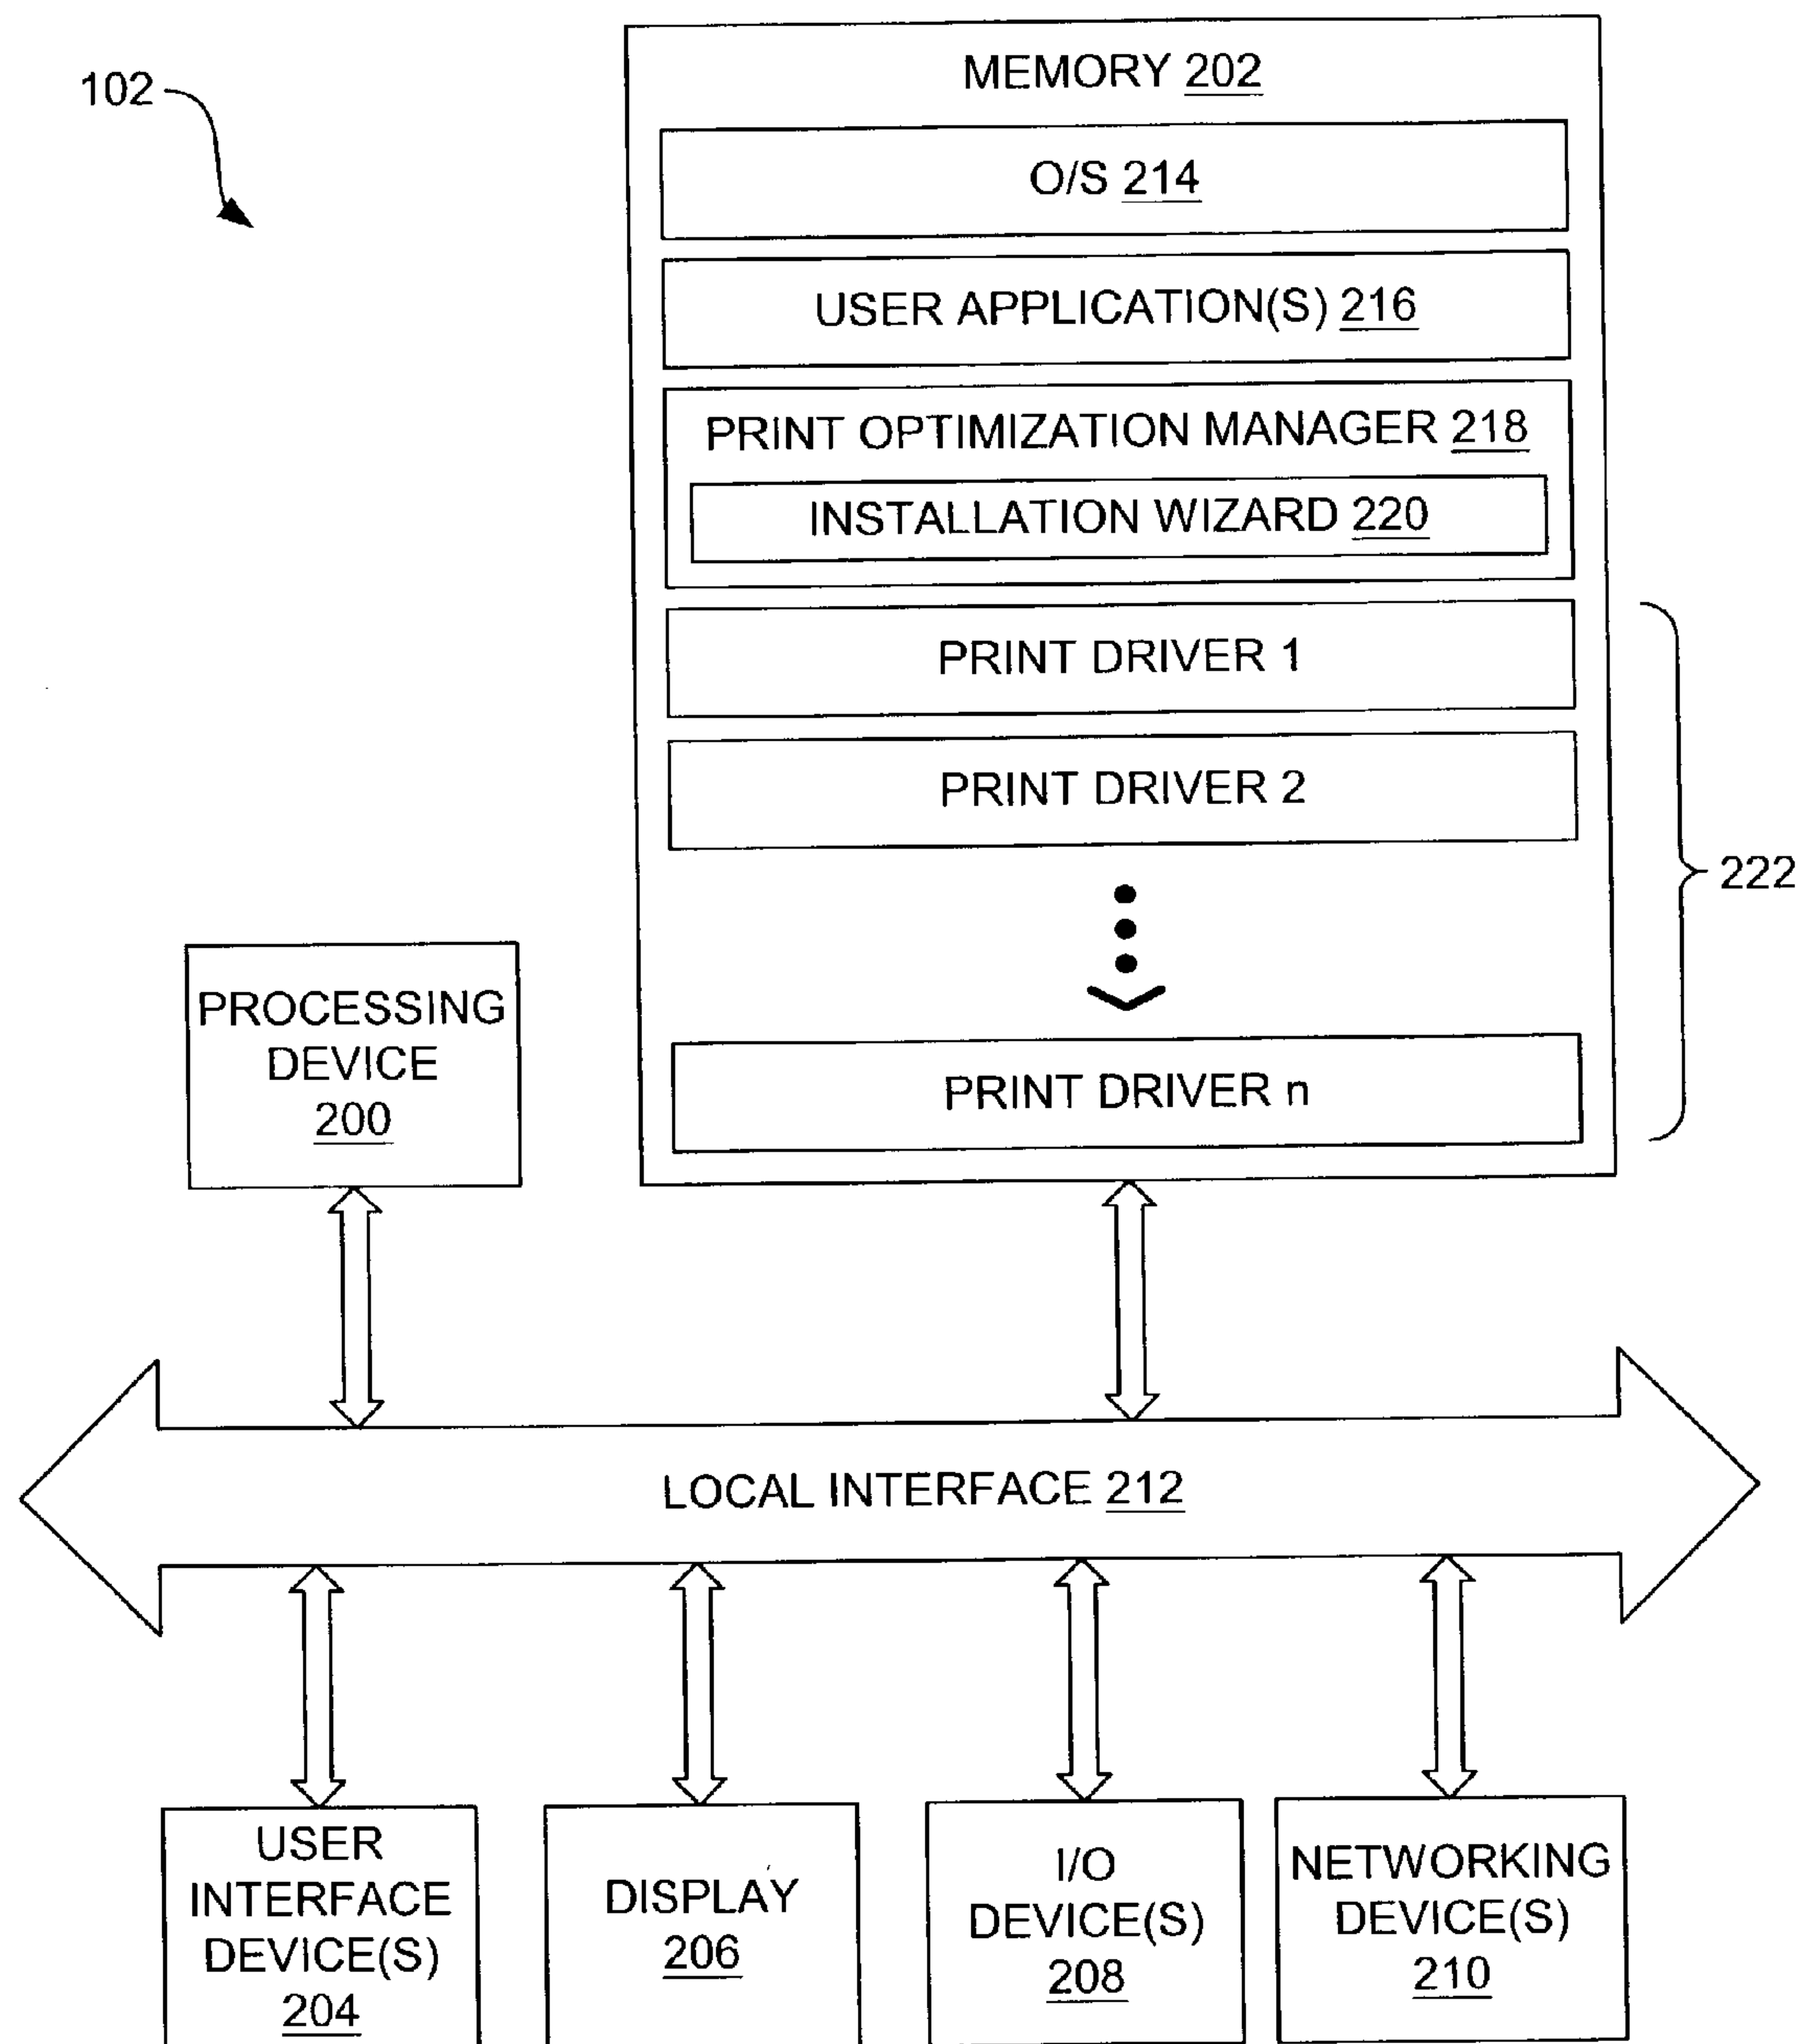 102
MEMORY 202
O/S 214
USER APPLICATION(S) 216
PRINT OPTIMIZATION MANAGER 218
INSTALLATION WIZARD 220
PRINT DRIVER 1
PRINT DRIVER 2
222
PRINT DRIVER n
PROCESSING
DEVICE
200
LOCAL INTERFACE 212
USER
INTERFACE
DEVICE(S)
204
DISPLAY
206
I/O
DEVICE(S)
208
NETWORKING
DEVICE(S)
210